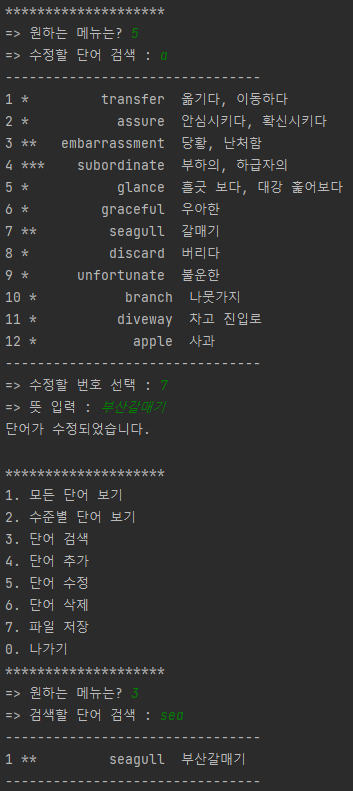 ********************
=> 원하는 메뉴는? 5
=> 수정할 단어 검색 : a
--------------------------------
1 *         transfer  옮기다, 이동하다
2 *           assure  안심시키다, 확신시키다
3 **   embarrassment  당황, 난처함
4 ***    subordinate  부하의, 하급자의
5 *           glance  흘긋 보다, 대강 훑어보다
6 *         graceful  우아한
7 **         seagull  갈매기
8 *          discard  버리다
9 *      unfortunate  불운한
10 *           branch  나뭇가지
11 *          diveway  차고 진입로
12 *            apple  사과
--------------------------------
=> 수정할 번호 선택 : 7
=> 뜻 입력 : 부산갈매기
단어가 수정되었습니다.
********************
1. 모든 단어 보기
2. 수준별 단어 보기
3. 단어 검색
4. 단어 추가
5. 단어 수정
6. 단어 삭제
7. 파일 저장
0. 나가기
********************
=> 원하는 메뉴는? 3
=> 검색할 단어 검색 : sea
--------------------------------
1 **         seagull  부산갈매기
--------------------------------